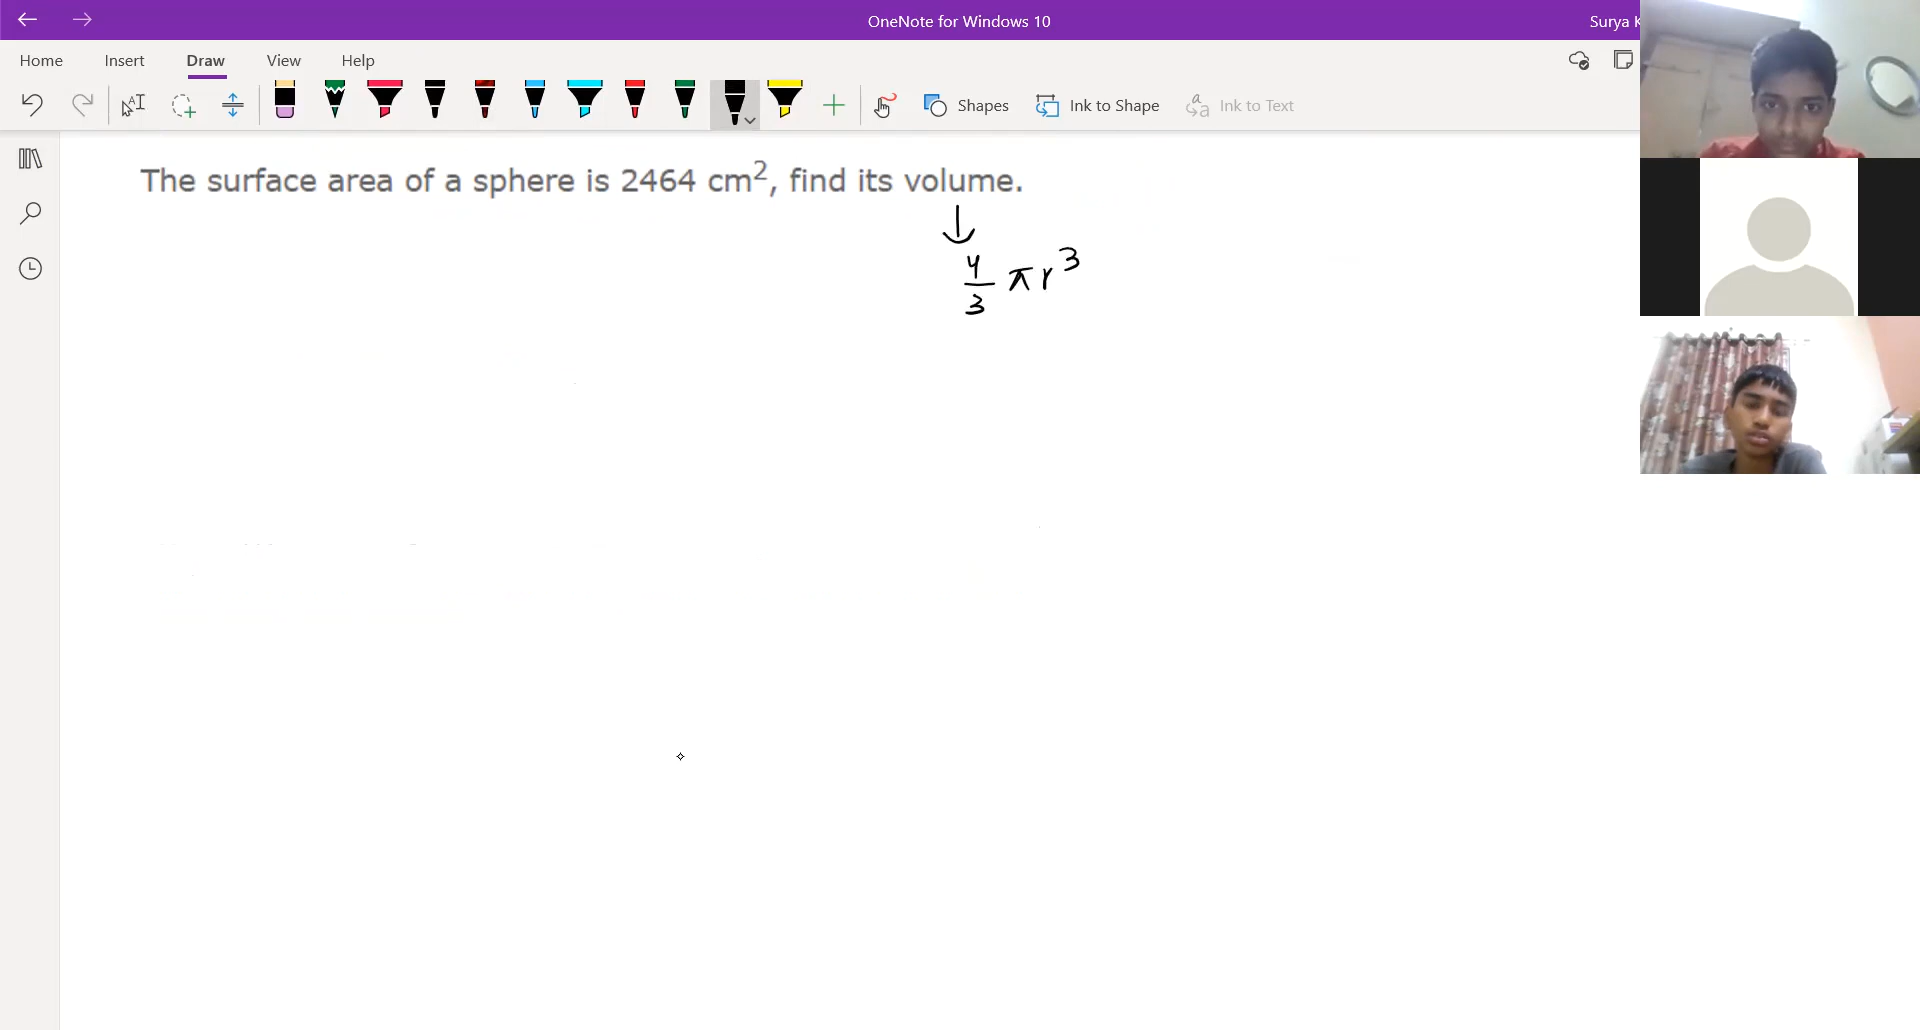 OneNote for Windows 10
Surya K
Home Insert Draw View Help
Shapes Ink to Shape Ink to Text
The surface area of a sphere is 2464 cm², find its volume.
↓
4/3 πr³